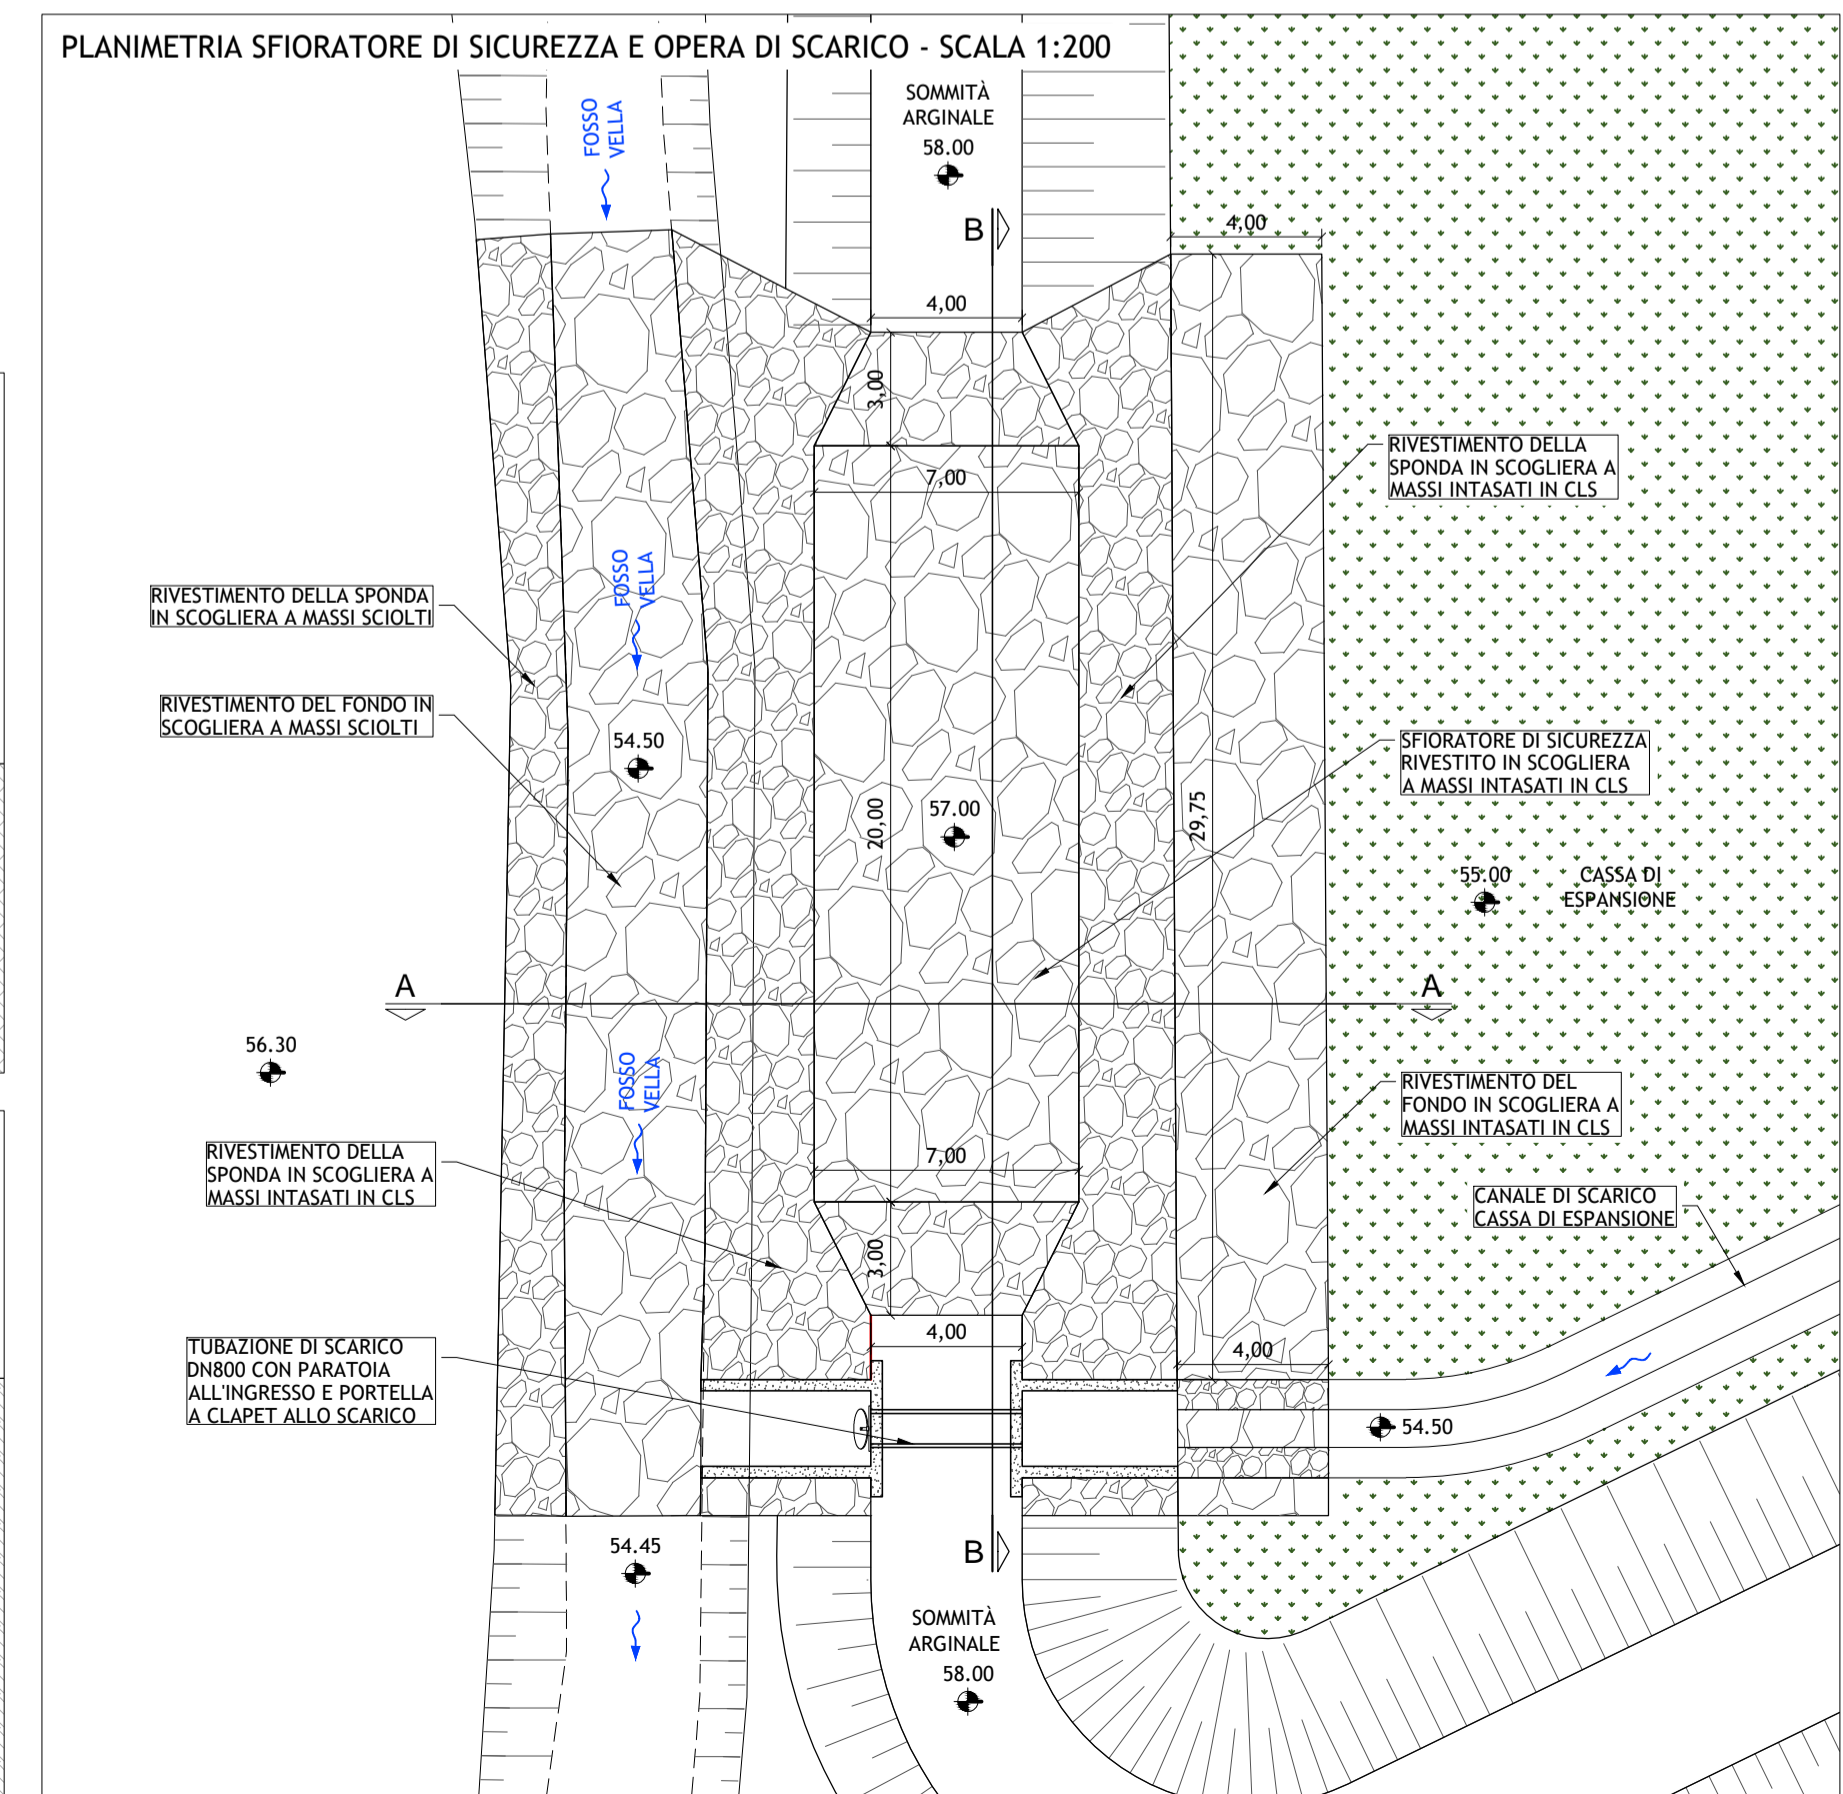 PLANIMETRIA SFIORATORE DI SICUREZZA E OPERA DI SCARICO - SCALA 1:200
FOSSO
VELLA
SOMMITÀ
ARGINALE
58.00
B
4,00
4,00
3,00
7,00
RIVESTIMENTO DELLA
SPONDA IN SCOGLIERA A
MASSI INTASATI IN CLS
FOSSO
VELLA
RIVESTIMENTO DELLA SPONDA
IN SCOGLIERA A MASSI SCIOLTI
RIVESTIMENTO DEL FONDO IN
SCOGLIERA A MASSI SCIOLTI
54.50
SFIORATORE DI SICUREZZA
RIVESTITO IN SCOGLIERA
A MASSI INTASATI IN CLS
20,00
57.00
29,75
55.00
CASSA DI
ESPANSIONE
A
A
56.30
FOSSO
VELLA
RIVESTIMENTO DEL
FONDO IN SCOGLIERA A
MASSI INTASATI IN CLS
RIVESTIMENTO DELLA
SPONDA IN SCOGLIERA A
MASSI INTASATI IN CLS
7,00
CANALE DI SCARICO
CASSA DI ESPANSIONE
3,00
TUBAZIONE DI SCARICO
DN800 CON PARATOIA
ALL'INGRESSO E PORTELLA
A CLAPET ALLO SCARICO
4,00
4,00
54.50
54.45
B
SOMMITÀ
ARGINALE
58.00